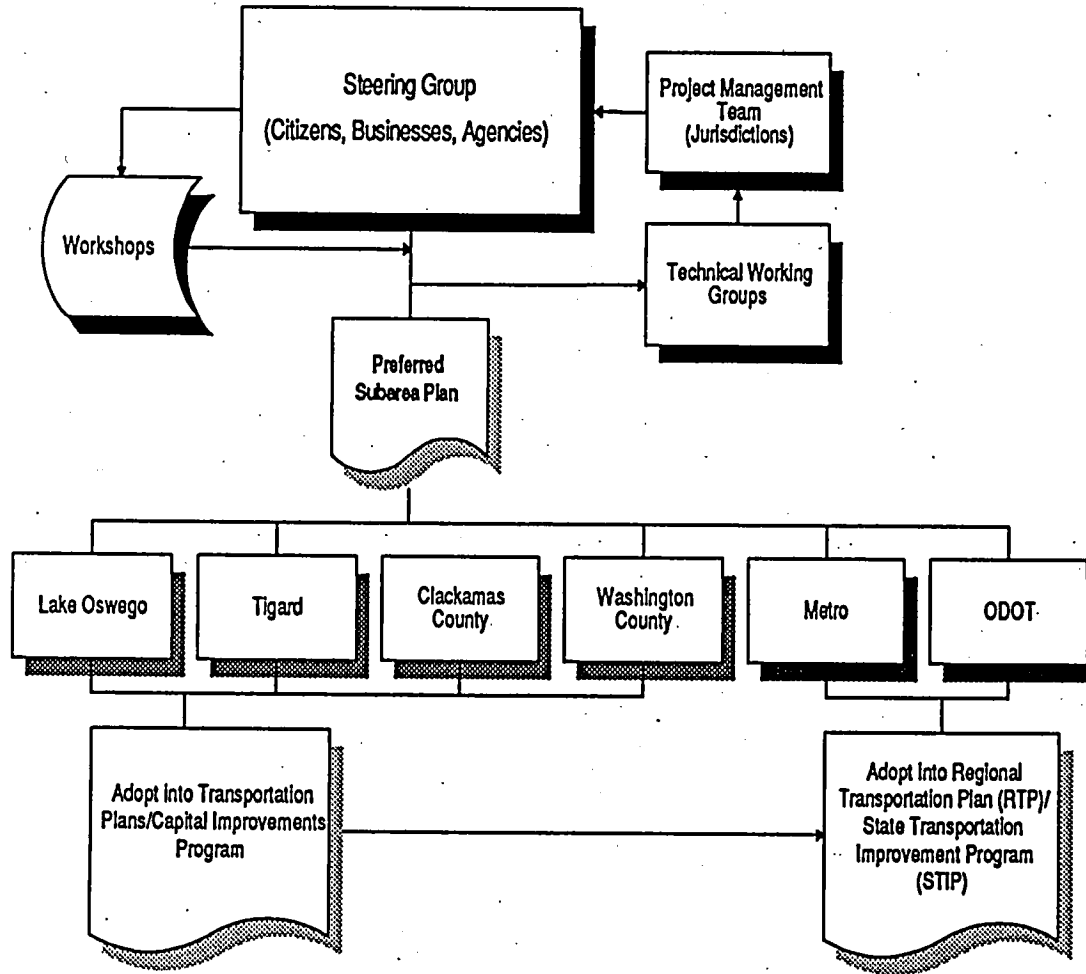 Steering Group
(Citizens, Businesses, Agencies)
Project Management
Team
(Jurisdictions)
Workshops
Technical Working
Groups
Preferred
Subarea Plan
Lake Oswego
Tigard
Clackamas
County
Washington
County
Metro
ODOT
Adopt into Transportation
Plans/Capital Improvements
Program
Adopt into Regional
Transportation Plan (RTP)/
State Transportation
Improvement Program
(STIP)